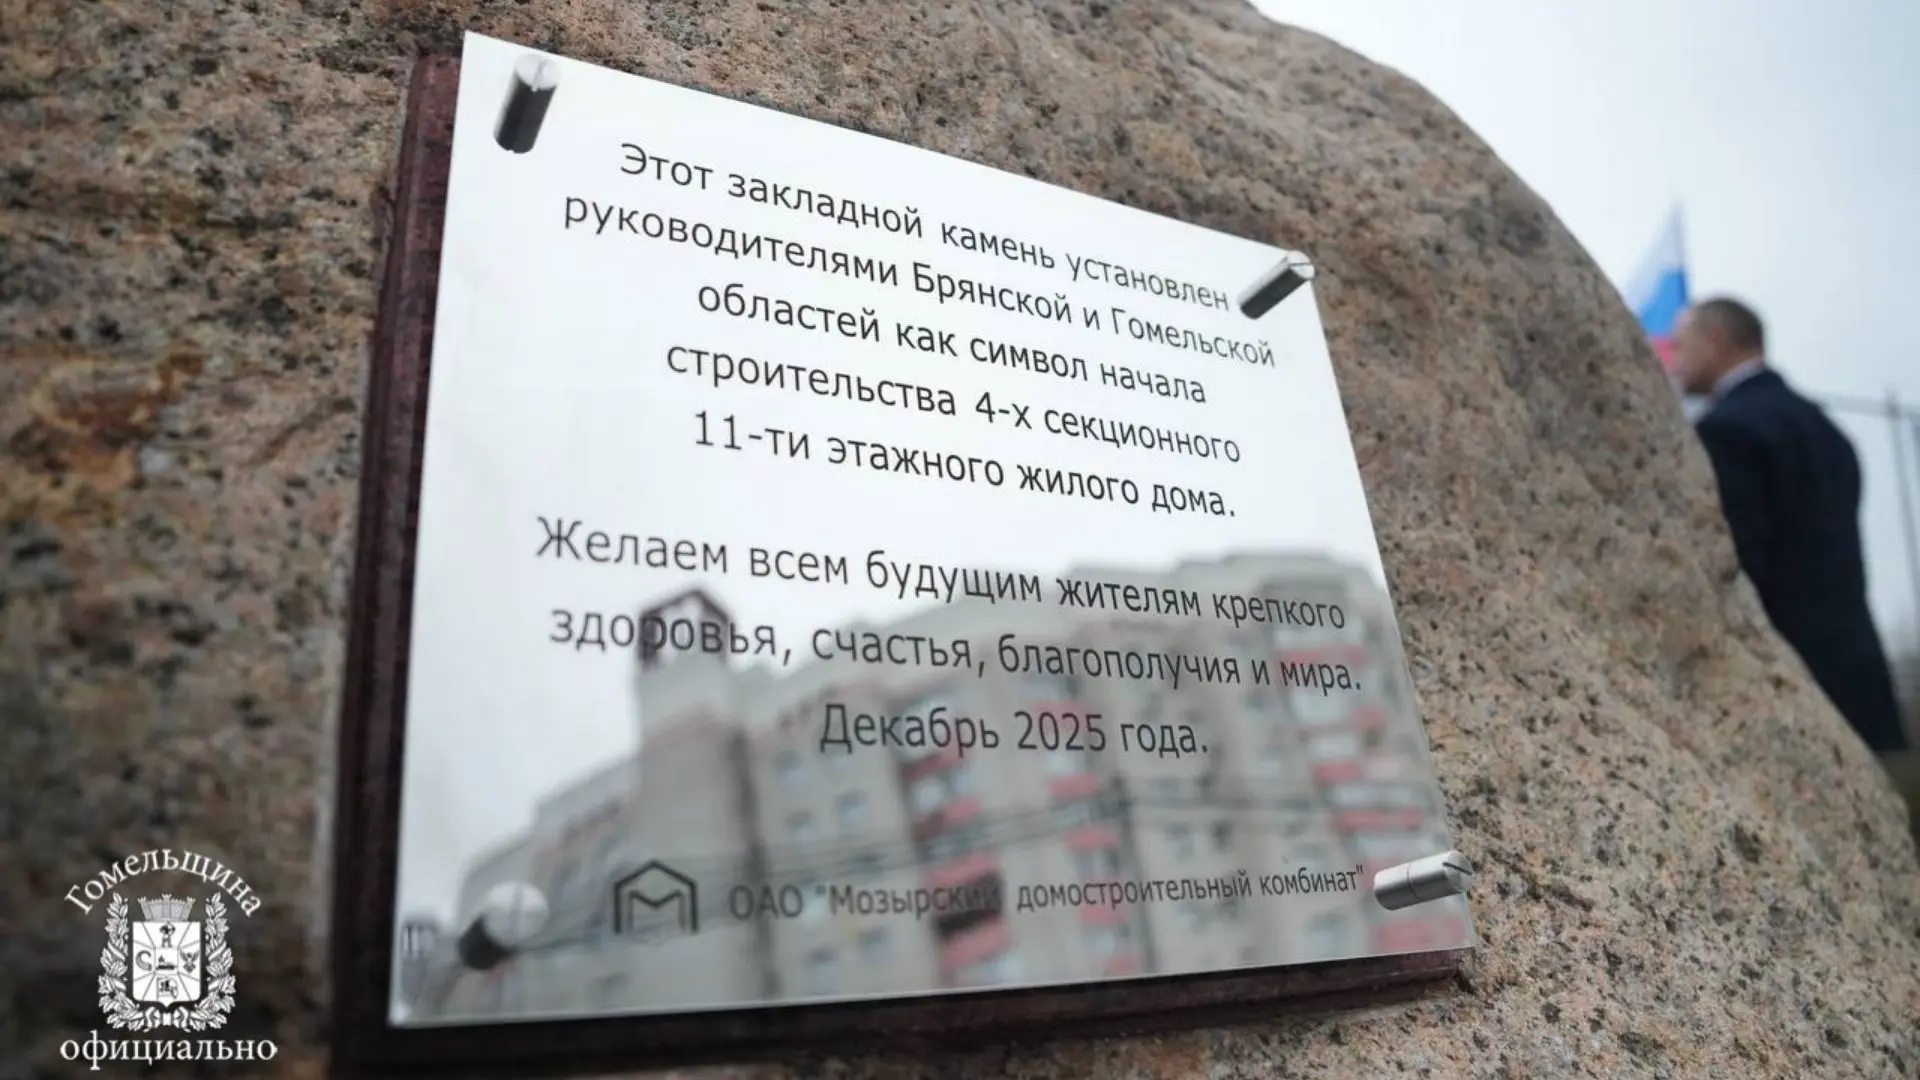 Этот закладной камень установлен
руководителями Брянской и Гомельской
областей как символ начала
строительства 4-х секционного
11-ти этажного жилого дома.
Желаем всем будущим жителям крепкого
здоровья, счастья, благополучия и мира.
Декабрь 2025 года.
ОАО "Мозырский домостроительный комбинат"
Гомельщина
официально